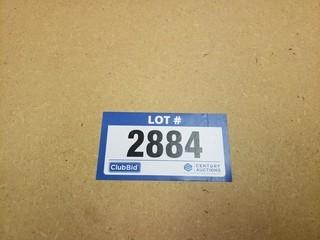 LOT #
2884
ClubBid
CENTURY
AUCTIONS